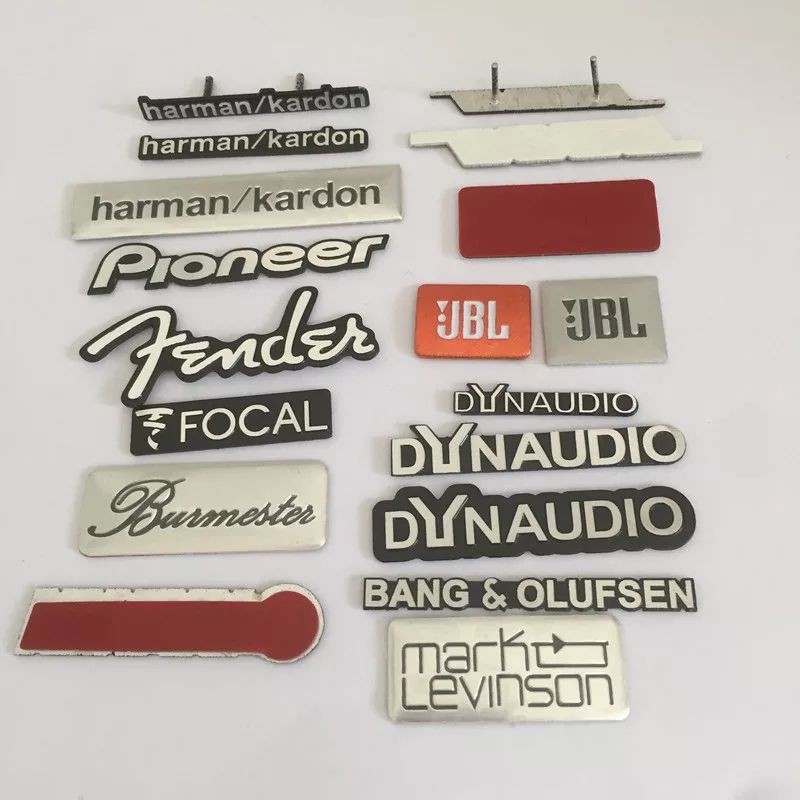 harman/kardon
harman/kardon
harman/kardon
Pioneer
Fender
FOCAL
Burmester
JBL
JBL
DYNAUDIO
DYNAUDIO
DYNAUDIO
BANG & OLUFSEN
mark
Levinson